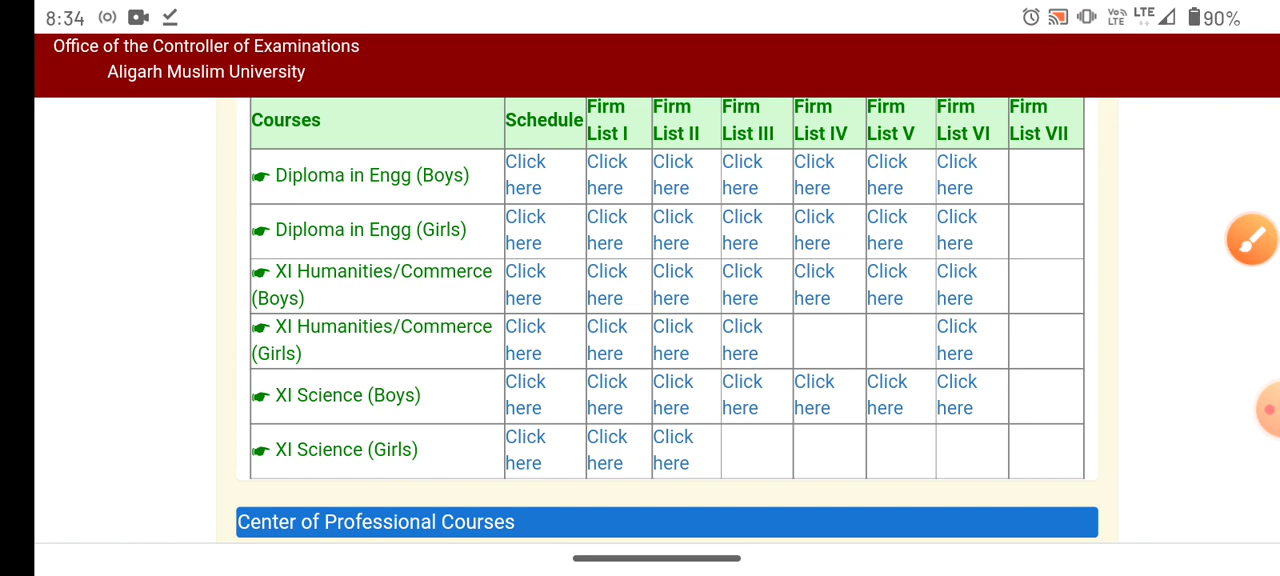 8:34
VoLTE LTE 90%
Office of the Controller of Examinations
Aligarh Muslim University
Courses Schedule Firm List I Firm List II Firm List III Firm List IV Firm List V Firm List VI Firm List VII
Diploma in Engg (Boys) Click here Click here Click here Click here Click here Click here Click here
Diploma in Engg (Girls) Click here Click here Click here Click here Click here Click here Click here
XI Humanities/Commerce (Boys) Click here Click here Click here Click here Click here Click here Click here
XI Humanities/Commerce (Girls) Click here Click here Click here Click here Click here
XI Science (Boys) Click here Click here Click here Click here Click here Click here Click here
XI Science (Girls) Click here Click here Click here
Center of Professional Courses